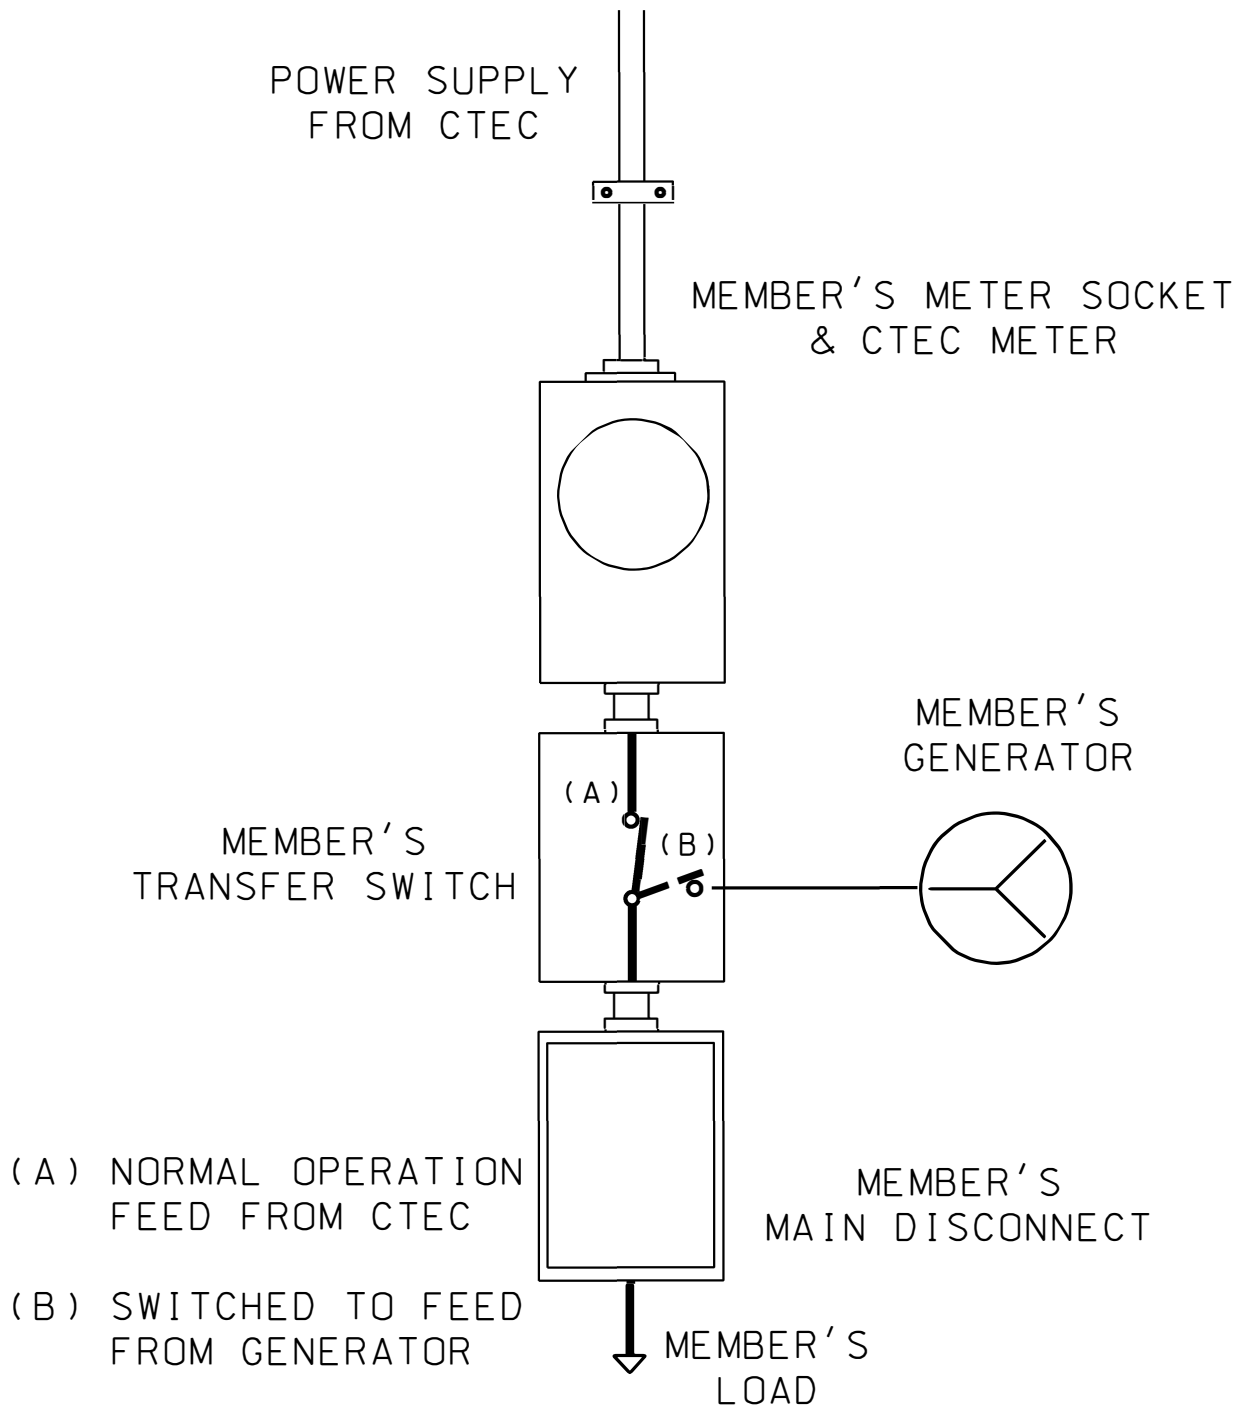 POWER SUPPLY
FROM CTEC
MEMBER'S METER SOCKET
& CTEC METER
MEMBER'S
GENERATOR
(A)
(B)
MEMBER'S
TRANSFER SWITCH
(A) NORMAL OPERATION
FEED FROM CTEC
MEMBER'S
MAIN DISCONNECT
(B) SWITCHED TO FEED
FROM GENERATOR
MEMBER'S
LOAD